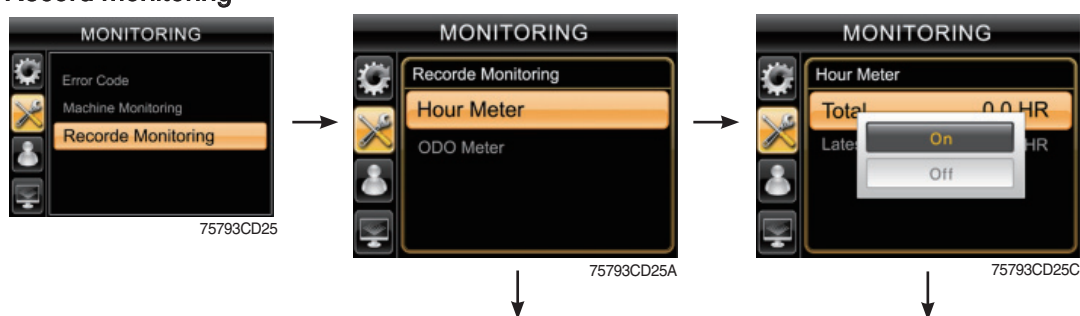 Record Monitoring
MONITORING
Error Code
Machine Monitoring
Recorde Monitoring
75793CD25
MONITORING
Recorde Monitoring
Hour Meter
ODO Meter
75793CD25A
MONITORING
Hour Meter
0.0 HR
On
HR
Off
75793CD25C